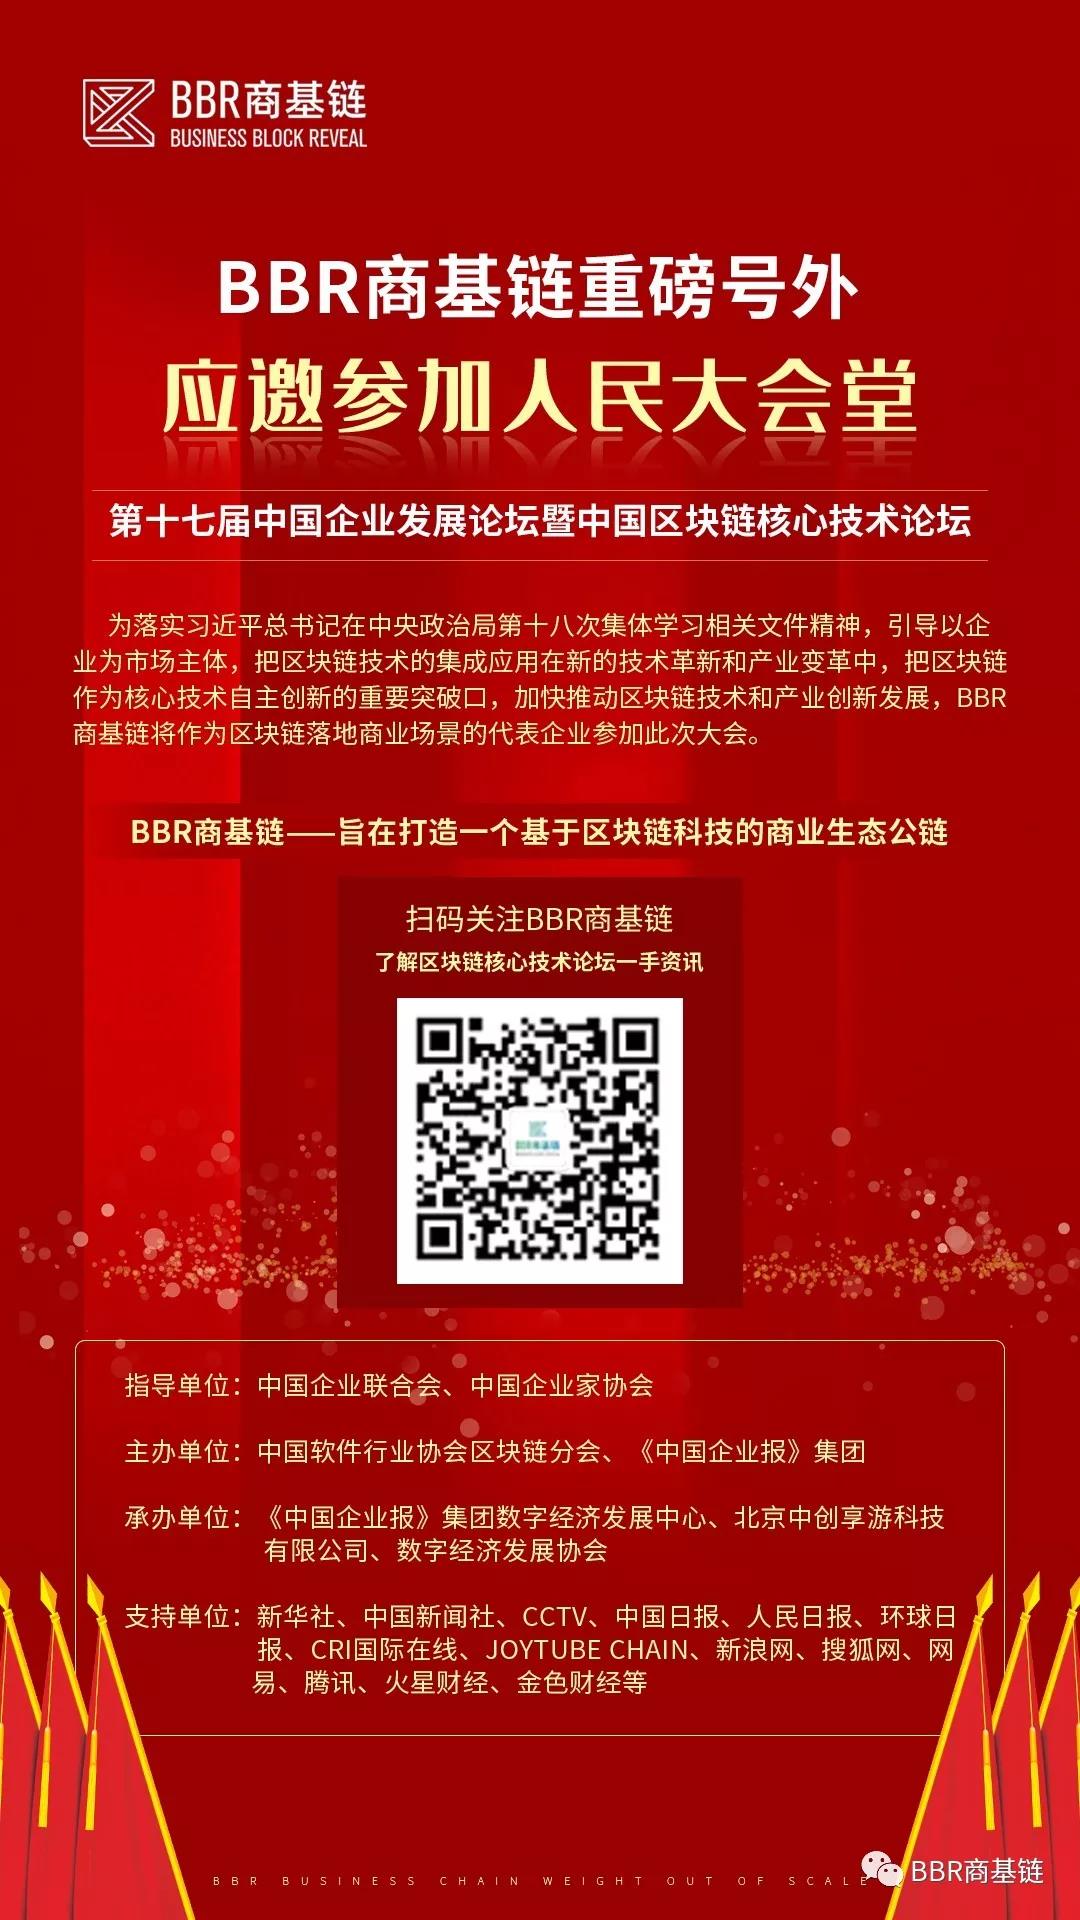 BBR商基链
BUSINESS BLOCK REVEAL
BBR商基链重磅号外
应邀参加人民大会堂
第十七届中国企业发展论坛暨中国区块链核心技术论坛
为落实习近平总书记在中央政治局第十八次集体学习相关文件精神，引导以企
业为市场主体，把区块链技术的集成应用在新的技术革新和产业变革中，把区块链
作为核心技术自主创新的重要突破口，加快推动区块链技术和产业创新发展，BBR
商基链将作为区块链落地商业场景的代表企业参加此次大会。
BBR商基链——旨在打造一个基于区块链科技的商业生态公链
扫码关注BBR商基链
了解区块链核心技术论坛一手资讯
指导单位：中国企业联合会、中国企业家协会
主办单位：中国软件行业协会区块链分会、《中国企业报》集团
承办单位：《中国企业报》集团数字经济发展中心、北京中创享游科技
有限公司、数字经济发展协会
支持单位：新华社、中国新闻社、CCTV、中国日报、人民日报、环球日
报、CRI国际在线、JOYTUBE CHAIN、新浪网、搜狐网、网
易、腾讯、火星财经、金色财经等
BBR BUSINESS CHAIN WEIGHT OUT OF SCALE
BBR商基链